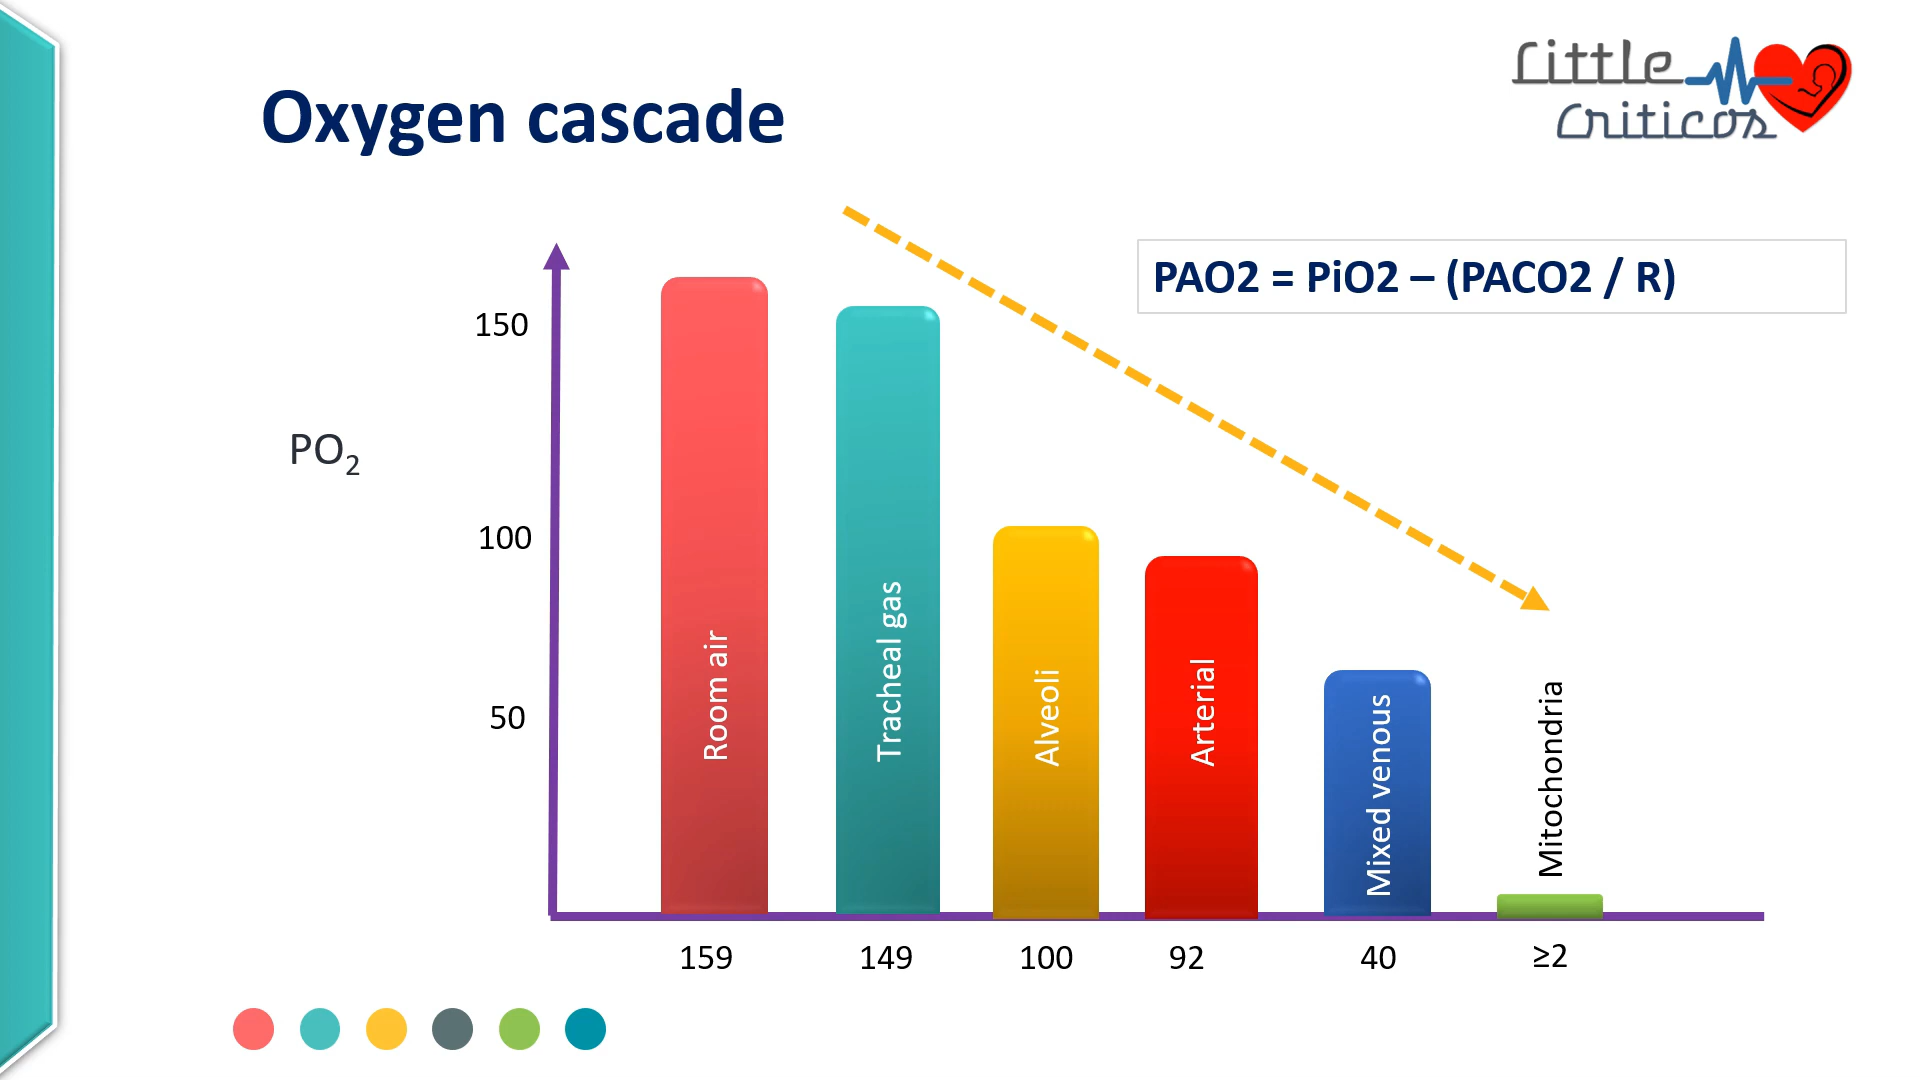 Little
Criticos
Oxygen cascade
PAO2 = PiO2 – (PACO2 / R)
PO₂
150
100
50
Room air
Tracheal gas
Alveoli
Arterial
Mixed venous
Mitochondria
159
149
100
92
40
≥2